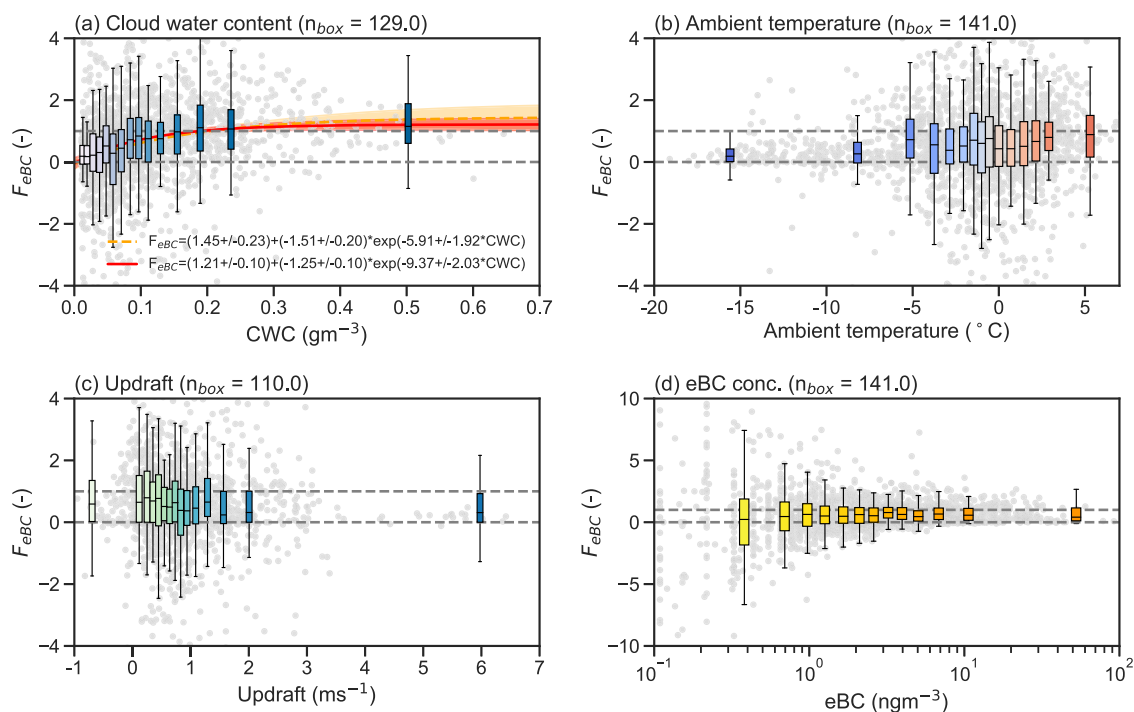 (a) Cloud water content (n_box = 129.0)
4
2
0
−2
−4
F_eBC (-)
F_eBC=(1.45+/-0.23)+(-1.51+/-0.20)*exp(-5.91+/-1.92*CWC)
F_eBC=(1.21+/-0.10)+(-1.25+/-0.10)*exp(-9.37+/-2.03*CWC)
0.0 0.1 0.2 0.3 0.4 0.5 0.6 0.7
CWC (gm⁻³)
(b) Ambient temperature (n_box = 141.0)
4
2
0
−2
−4
F_eBC (-)
−20 −15 −10 −5 0 5
Ambient temperature (°C)
(c) Updraft (n_box = 110.0)
4
2
0
−2
−4
F_eBC (-)
-1 0 1 2 3 4 5 6 7
Updraft (ms⁻¹)
(d) eBC conc. (n_box = 141.0)
10
5
0
−5
−10
F_eBC (-)
10⁻¹ 10⁰ 10¹ 10²
eBC (ngm⁻³)